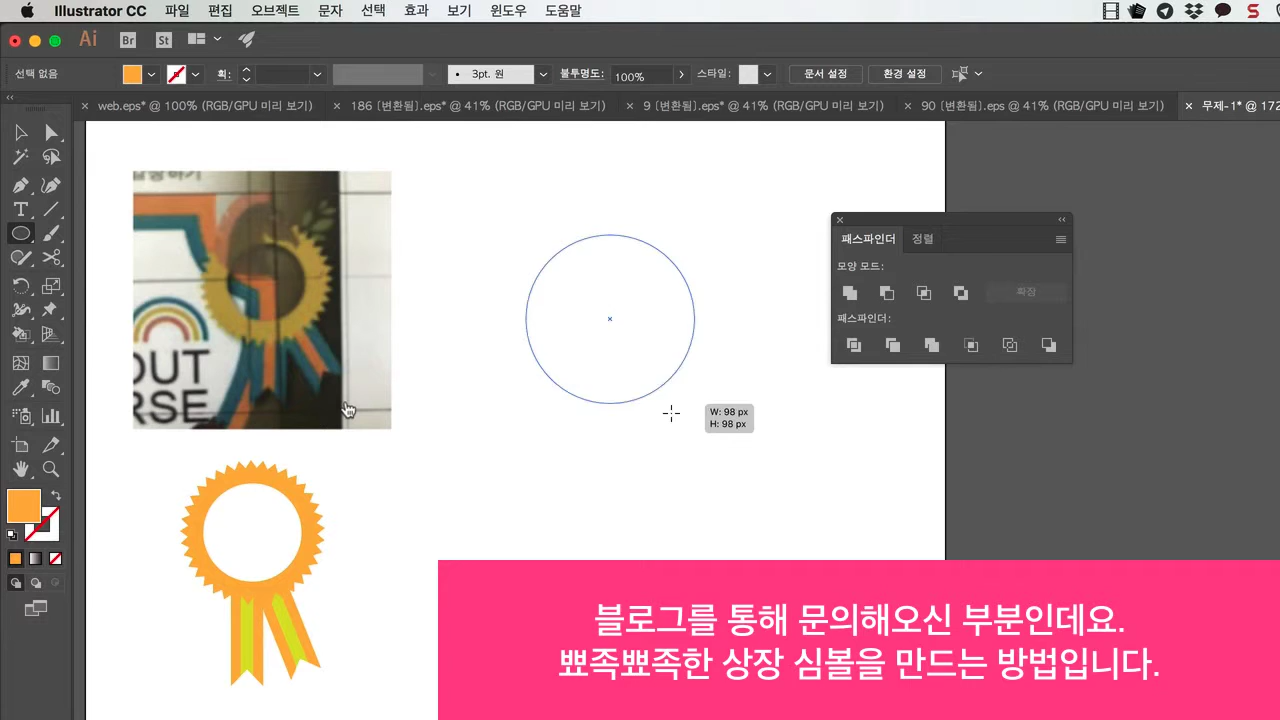 Illustrator CC 파일 편집 오브젝트 문자 선택 효과 보기 윈도우 도움말
Ai Br St
선택 없음 획: 3pt. 원 불투명도: 100% 스타일: 문서 설정 환경 설정
web.eps* @ 100% (RGB/GPU 미리 보기) 186 [변환됨].eps* @ 41% (RGB/GPU 미리 보기) 9 [변환됨].eps* @ 41% (RGB/GPU 미리 보기) 90 [변환됨].eps @ 41% (RGB/GPU 미리 보기) 무제-1* @ 172
패스파인더 정렬
모양 모드:
확장
패스파인더:
OUT
RSE
W: 98 px
H: 98 px
블로그를 통해 문의해오신 부분인데요.
뾰족뾰족한 상장 심볼을 만드는 방법입니다.